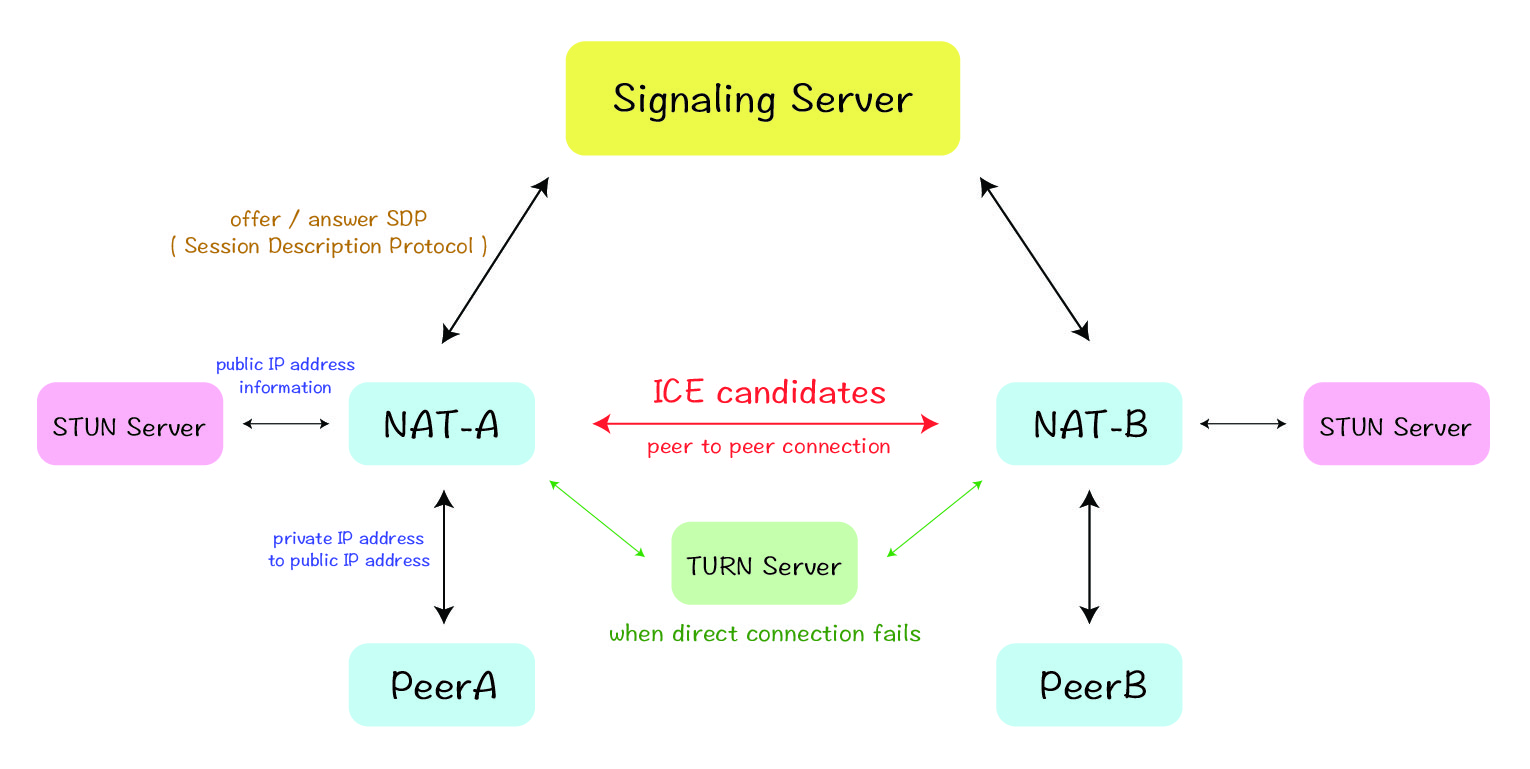 Signaling Server
offer / answer SDP
( Session Description Protocol )
public IP address
information
STUN Server
NAT-A
ICE candidates
peer to peer connection
NAT-B
STUN Server
private IP address
to public IP address
TURN Server
when direct connection fails
PeerA
PeerB